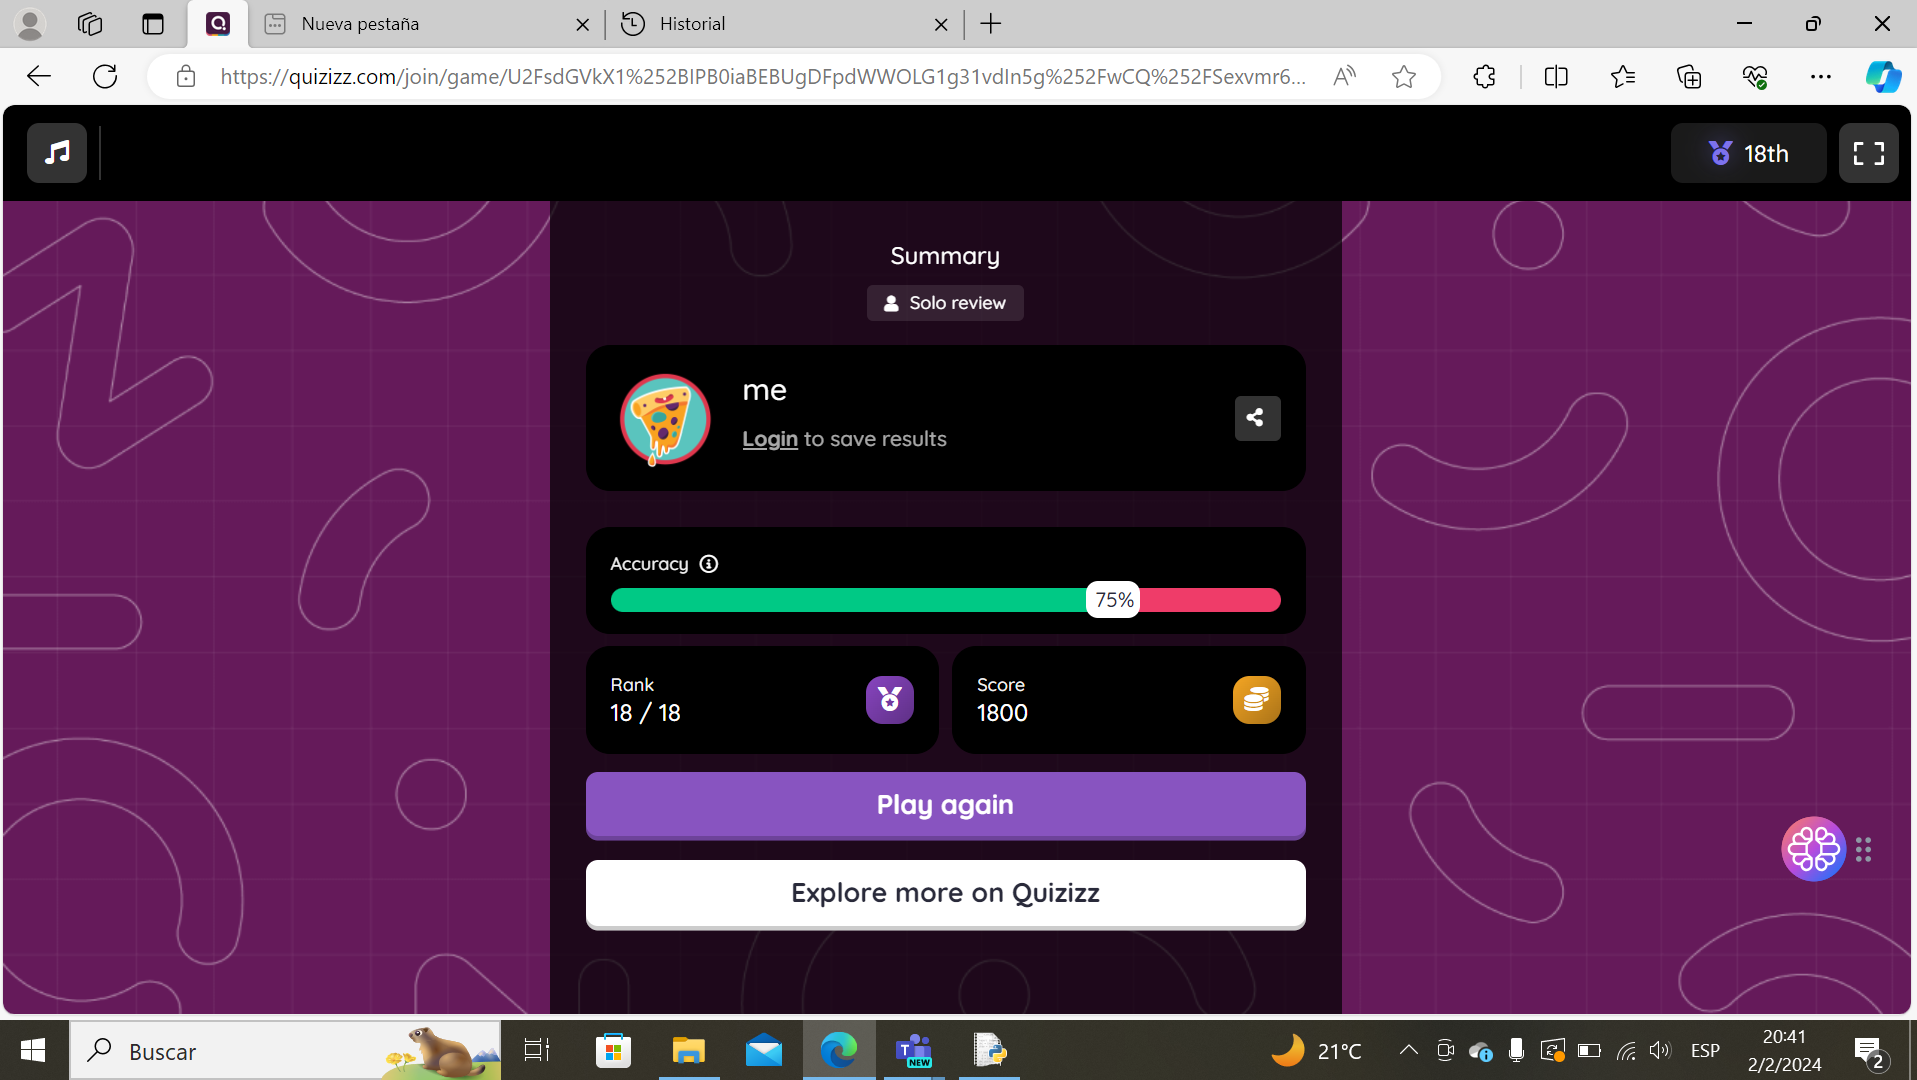 Nueva pestaña
Historial
https://quizizz.com/join/game/U2FsdGVkX1%252BIPB0iaBEBUgDFpdWWOLG1g31vdIn5g%252FwCQ%252FSexvmr6...
18th
Summary
Solo review
me
Login to save results
Accuracy
75%
Rank
18 / 18
Score
1800
Play again
Explore more on Quizizz
Buscar
NEW
21°C
ESP
20:41
2/2/2024
2